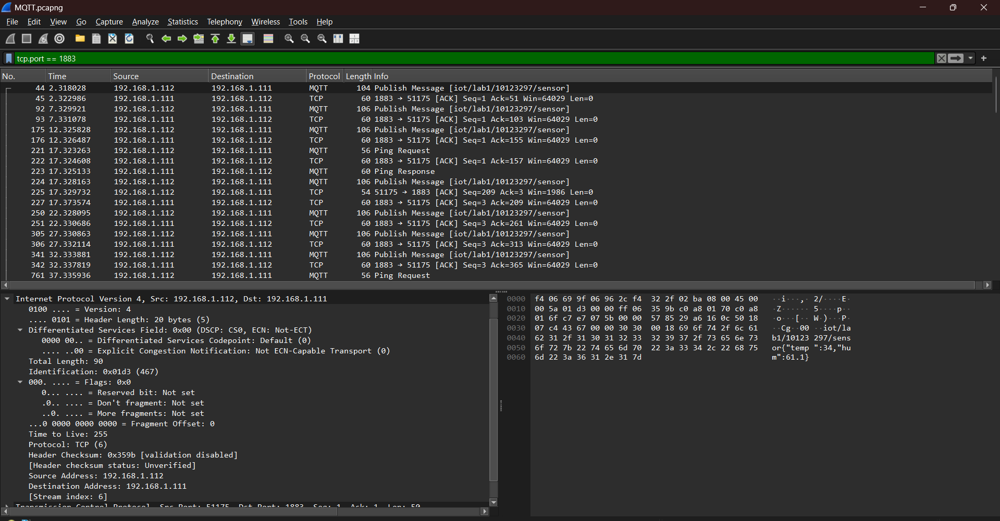 MQTT.pcapng
File Edit View Go Capture Analyze Statistics Telephony Wireless Tools Help
tcp.port == 1883
No. Time Source Destination Protocol Length Info
44 2.318028 192.168.1.112 192.168.1.111 MQTT 104 Publish Message [iot/lab1/10123297/sensor]
45 2.322986 192.168.1.111 192.168.1.112 TCP 60 1883 → 51175 [ACK] Seq=1 Ack=51 Win=64029 Len=0
92 7.329921 192.168.1.112 192.168.1.111 MQTT 106 Publish Message [iot/lab1/10123297/sensor]
93 7.331078 192.168.1.111 192.168.1.112 TCP 60 1883 → 51175 [ACK] Seq=1 Ack=103 Win=64029 Len=0
175 12.325828 192.168.1.112 192.168.1.111 MQTT 106 Publish Message [iot/lab1/10123297/sensor]
176 12.326487 192.168.1.111 192.168.1.112 TCP 60 1883 → 51175 [ACK] Seq=1 Ack=155 Win=64029 Len=0
221 17.323263 192.168.1.112 192.168.1.111 MQTT 56 Ping Request
222 17.324608 192.168.1.111 192.168.1.112 TCP 60 1883 → 51175 [ACK] Seq=1 Ack=157 Win=64029 Len=0
223 17.325133 192.168.1.111 192.168.1.112 MQTT 60 Ping Response
224 17.328163 192.168.1.112 192.168.1.111 MQTT 106 Publish Message [iot/lab1/10123297/sensor]
225 17.329732 192.168.1.112 192.168.1.111 TCP 54 51175 → 1883 [ACK] Seq=209 Ack=3 Win=1986 Len=0
227 17.373574 192.168.1.111 192.168.1.112 TCP 60 1883 → 51175 [ACK] Seq=3 Ack=209 Win=64029 Len=0
250 22.328095 192.168.1.112 192.168.1.111 MQTT 106 Publish Message [iot/lab1/10123297/sensor]
251 22.330686 192.168.1.111 192.168.1.112 TCP 60 1883 → 51175 [ACK] Seq=3 Ack=261 Win=64029 Len=0
305 27.330863 192.168.1.112 192.168.1.111 MQTT 106 Publish Message [iot/lab1/10123297/sensor]
306 27.332114 192.168.1.111 192.168.1.112 TCP 60 1883 → 51175 [ACK] Seq=3 Ack=313 Win=64029 Len=0
341 32.333881 192.168.1.112 192.168.1.111 MQTT 106 Publish Message [iot/lab1/10123297/sensor]
342 32.337819 192.168.1.111 192.168.1.112 TCP 60 1883 → 51175 [ACK] Seq=3 Ack=365 Win=64029 Len=0
761 37.335936 192.168.1.112 192.168.1.111 MQTT 56 Ping Request
Internet Protocol Version 4, Src: 192.168.1.112, Dst: 192.168.1.111
0100 .... = Version: 4
.... 0101 = Header Length: 20 bytes (5)
Differentiated Services Field: 0x00 (DSCP: CS0, ECN: Not-ECT)
0000 00.. = Differentiated Services Codepoint: Default (0)
.... ..00 = Explicit Congestion Notification: Not ECN-Capable Transport (0)
Total Length: 90
Identification: 0x01d3 (467)
000. .... = Flags: 0x0
0... .... = Reserved bit: Not set
.0.. .... = Don't fragment: Not set
..0. .... = More fragments: Not set
...0 0000 0000 0000 = Fragment Offset: 0
Time to Live: 255
Protocol: TCP (6)
Header Checksum: 0x359b [validation disabled]
[Header checksum status: Unverified]
Source Address: 192.168.1.112
Destination Address: 192.168.1.111
[Stream index: 6]
Transmission Control Protocol, Src Port: 51175, Dst Port: 1883, Seq: 1, Ack: 1, Len: 50
0000 f4 06 69 9f 06 96 2c f4 32 2f 02 ba 08 00 45 00 ··i···,· 2/····E·
0010 00 5a 01 d3 00 00 ff 06 35 9b c0 a8 01 70 c0 a8 ·Z······ 5····p··
0020 01 6f c7 e7 07 5b 00 00 57 85 29 a6 16 0c 50 18 ·o···[·· W·)···P·
0030 07 c4 43 67 00 00 30 30 00 18 69 6f 74 2f 6c 61 ··Cg··00 ··iot/la
0040 62 31 2f 31 30 31 32 33 32 39 37 2f 73 65 6e 73 b1/10123 297/sens
0050 6f 72 7b 22 74 65 6d 70 22 3a 33 34 2c 22 68 75 or{"temp ":34,"hu
0060 6d 22 3a 36 31 2e 31 7d m":61.1}